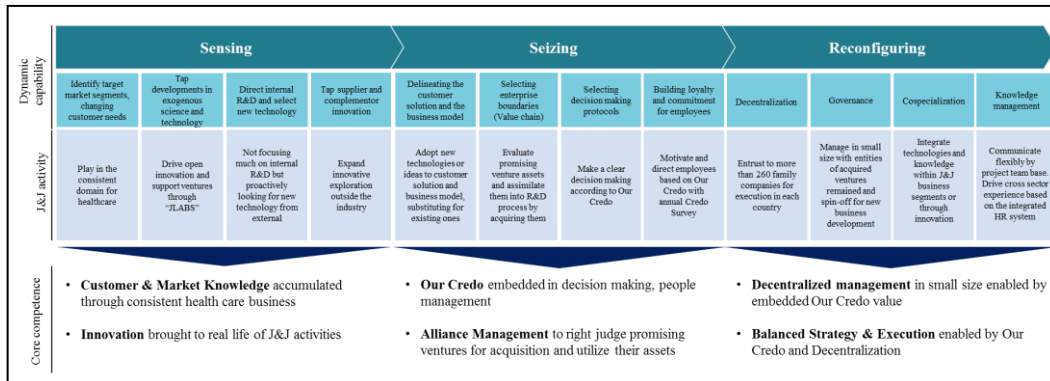 Sensing
Seizing
Reconfiguring
Dynamic
capability
Identify target
market segments,
changing
customer needs
Tap
developments in
exogenous
science and
technology
Direct internal
R&D and select
new technology
Tap supplier and
complementor
innovation
Delineating the
customer solution
and the
business model
Selecting
enterprise
boundaries
(Value chain)
Selecting
decision making
protocols
Building loyalty
and commitment
for employees
Decentralization
Governance
Cospecialization
Knowledge
management
J&J activity
Play in the
consistent
domain for
healthcare
Drive open
innovation and
support ventures
through
"JLABS"
Not focusing
much on internal
R&D but
proactively
looking for new
technology from
external
Expand
innovative
exploration
outside the
industry
Adopt new
technologies or
ideas to customer
solution and
business model,
substituting for
existing ones
Evaluate
promising
venture assets
and assimilate
them into R&D
process by
acquiring them
Make a clear
decision making
according to Our
Credo
Motivate and
direct employees
based on Our
Credo with
annual Credo
Survey
Entrust to more
than 260 family
companies for
execution in each
country
Manage in small
size with entities
of acquired
ventures
remained and
spin-off for new
business
development
Integrate
technologies and
knowledge
within J&J
business
segments or
through
innovation
Communicate
flexibly by
project team base.
Drive cross sector
experience based
on the integrated
HR system
Core competence
• Customer & Market Knowledge accumulated
through consistent health care business
• Innovation brought to real life of J&J activities
• Our Credo embedded in decision making, people
management
• Alliance Management to right judge promising
ventures for acquisition and utilize their assets
• Decentralized management in small size enabled by
embedded Our Credo value
• Balanced Strategy & Execution enabled by Our
Credo and Decentralization